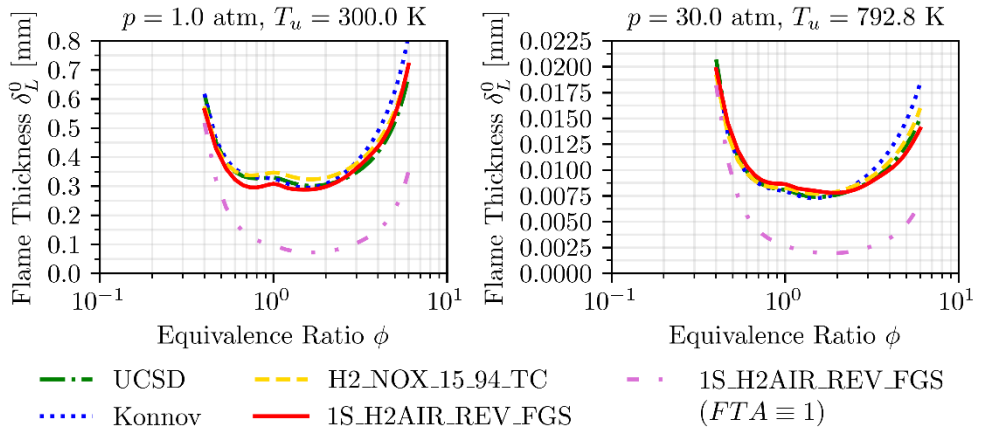 p = 1.0 atm, T_u = 300.0 K
0.8
0.7
0.6
0.5
0.4
0.3
0.2
0.1
0.0
Flame Thickness δ_L^0 [mm]
10^−1
10^0
10^1
Equivalence Ratio ϕ
p = 30.0 atm, T_u = 792.8 K
0.0225
0.0200
0.0175
0.0150
0.0125
0.0100
0.0075
0.0050
0.0025
0.0000
Flame Thickness δ_L^0 [mm]
10^−1
10^0
10^1
Equivalence Ratio ϕ
UCSD
Konnov
H2_NOX_15_94_TC
1S_H2AIR_REV_FGS
1S_H2AIR_REV_FGS
(FTA ≡ 1)